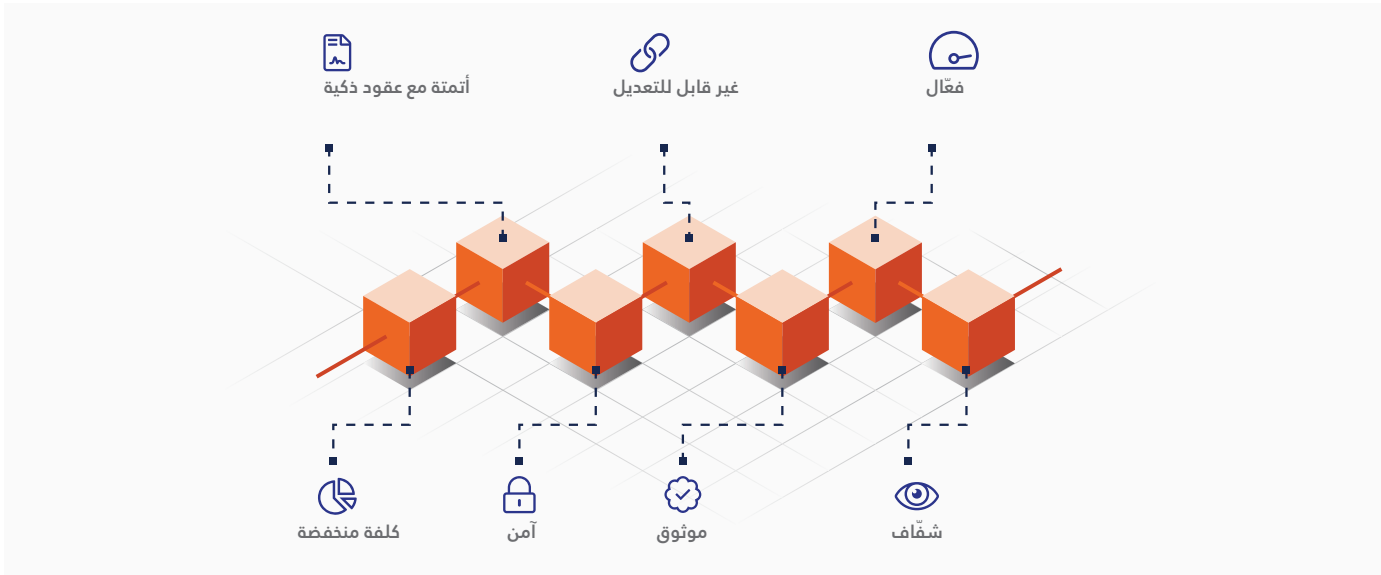 فعّال
غير قابل للتعديل
أتمتة مع عقود ذكية
شفّاف
موثوق
آمن
كلفة منخفضة